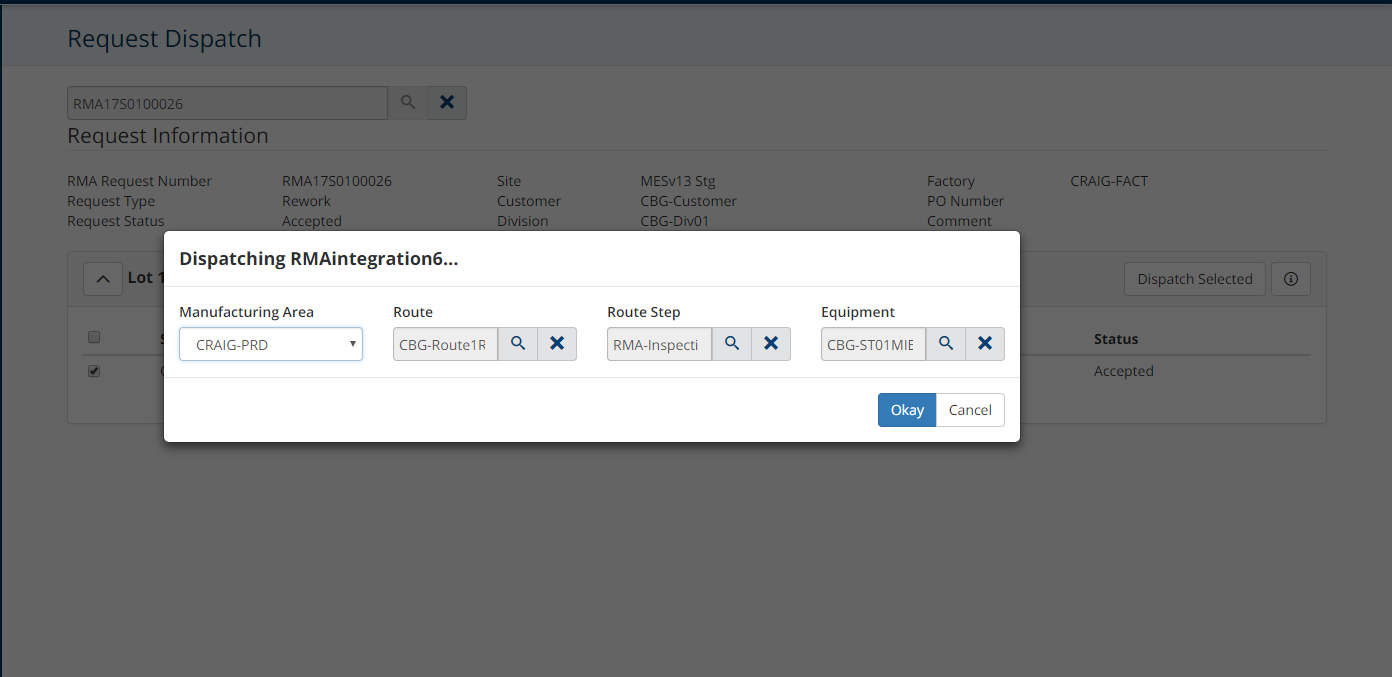 Request Dispatch
RMA17S0100026
Request Information
RMA Request Number RMA17S0100026 Site MESv13 Stg Factory CRAIG-FACT
Request Type Rework Customer CBG-Customer PO Number
Request Status Accepted Division CBG-Div01 Comment
Dispatching RMAintegration6...
Lot 1 Dispatch Selected
Manufacturing Area Route Route Step Equipment
CRAIG-PRD CBG-Route1R RMA-Inspecti CBG-ST01MIE
Status
Accepted
Okay Cancel